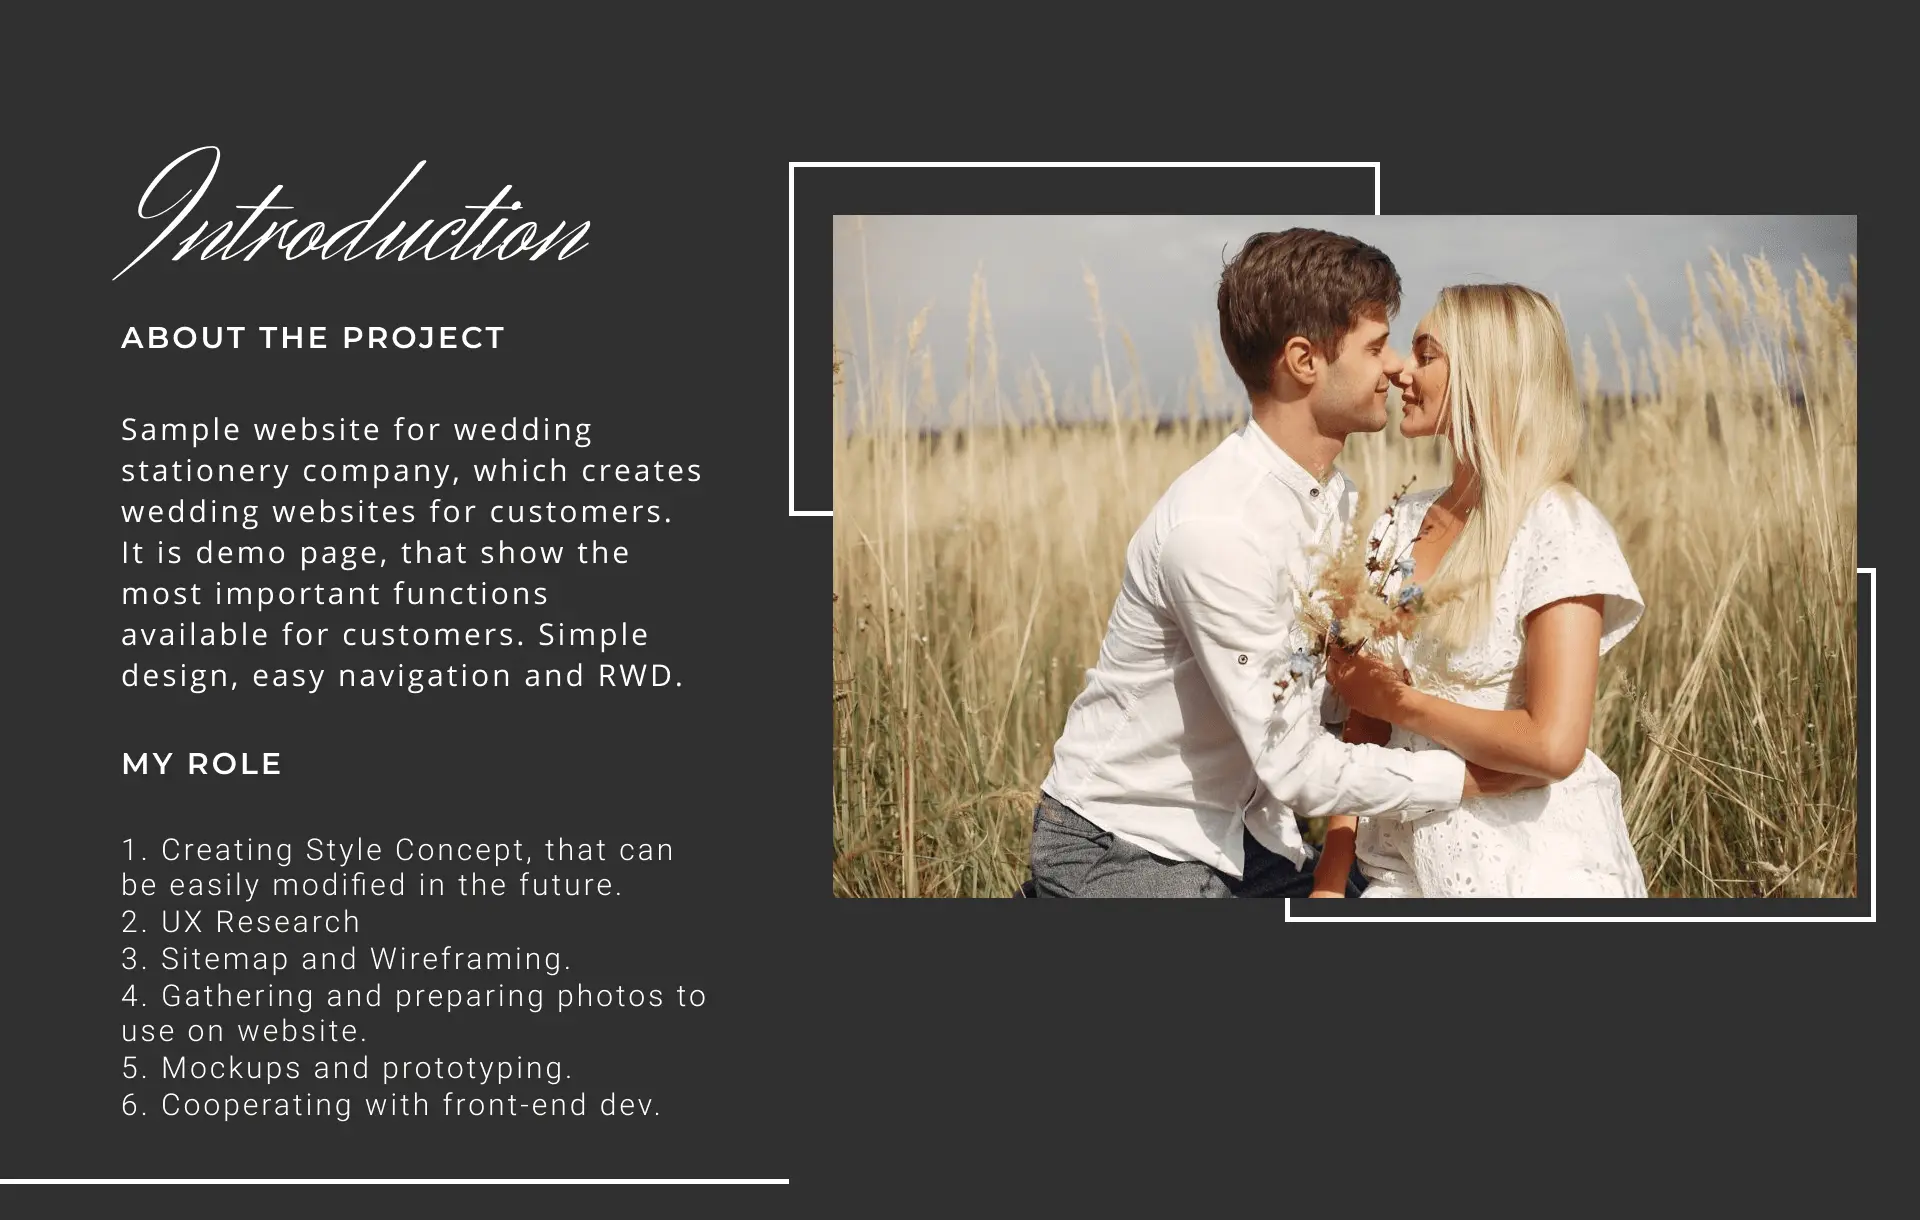 Introduction
ABOUT THE PROJECT
Sample website for wedding
stationery company, which creates
wedding websites for customers.
It is demo page, that show the
most important functions
available for customers. Simple
design, easy navigation and RWD.
MY ROLE
1. Creating Style Concept, that can
be easily modified in the future.
2. UX Research
3. Sitemap and Wireframing.
4. Gathering and preparing photos to
use on website.
5. Mockups and prototyping.
6. Cooperating with front-end dev.